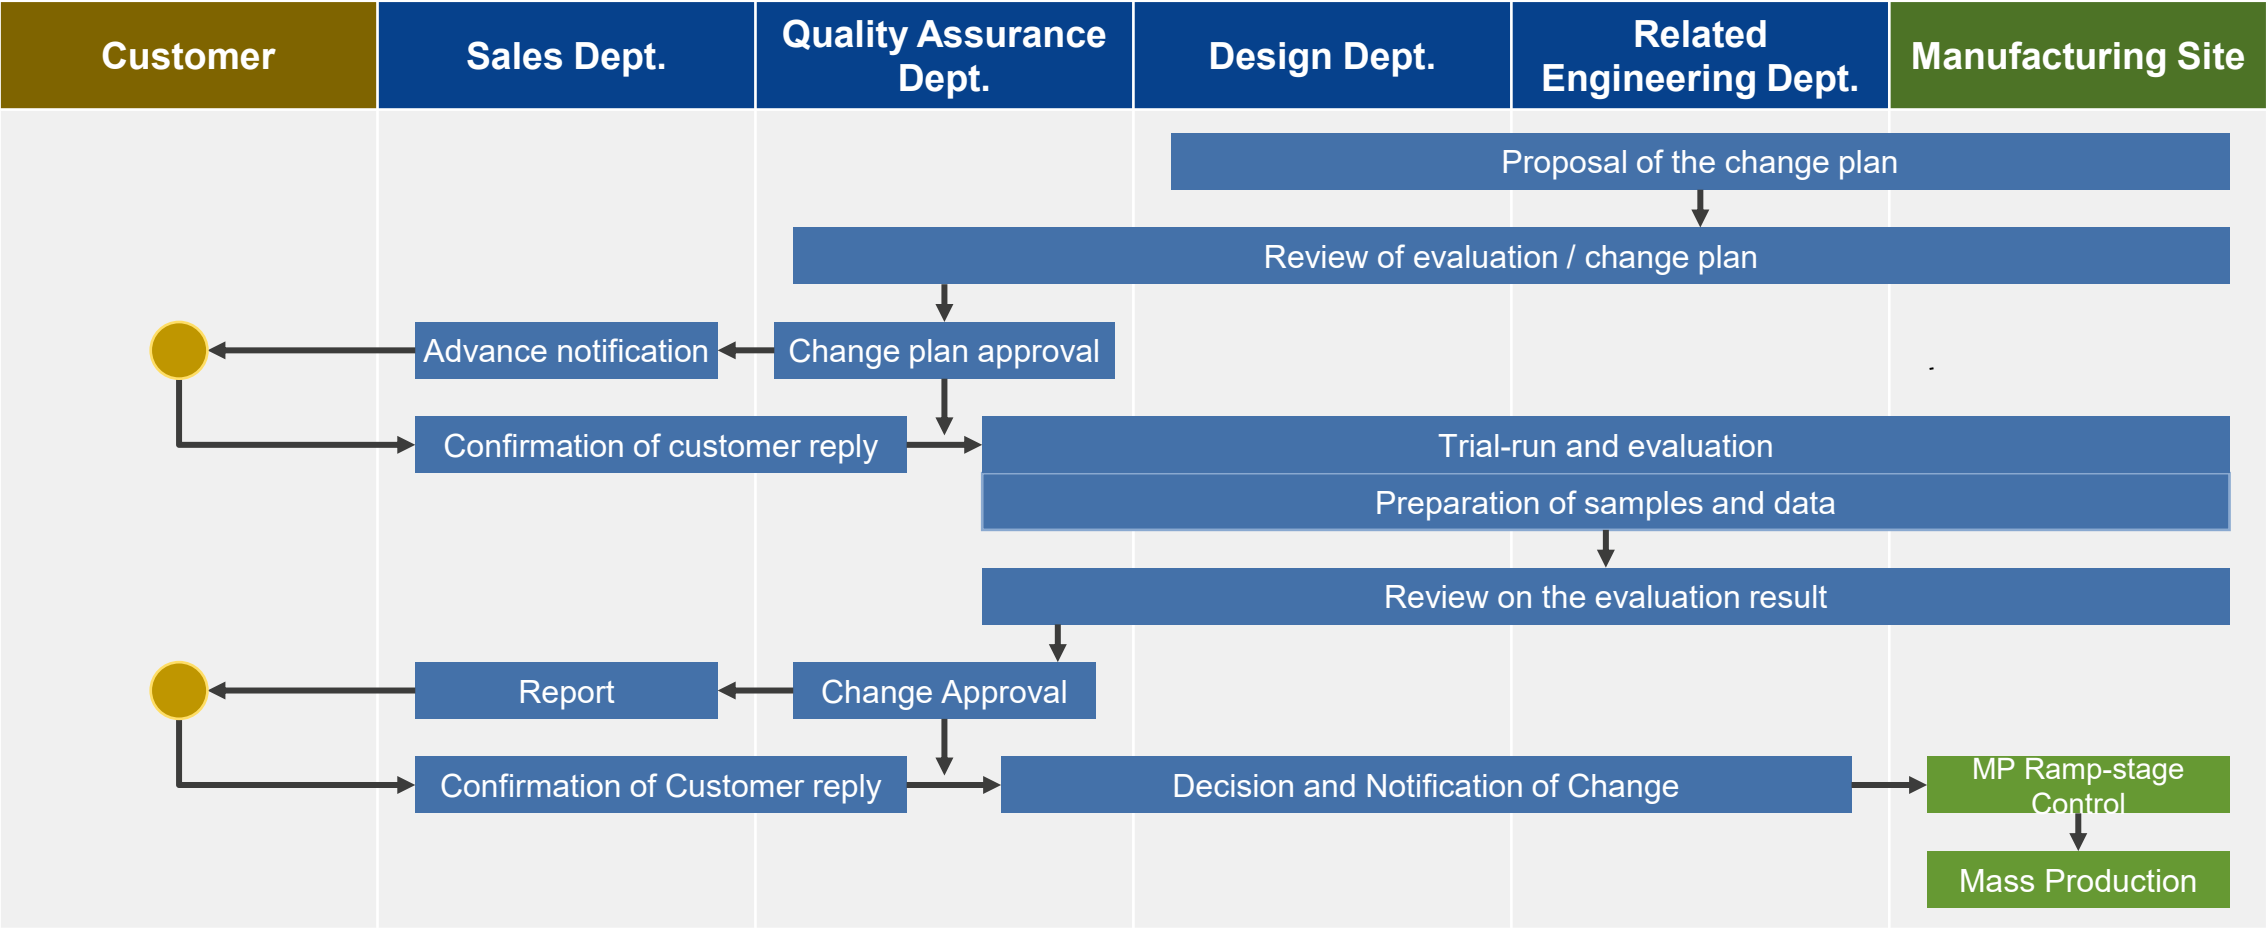 Customer
Sales Dept.
Quality Assurance
Dept.
Design Dept.
Related
Engineering Dept.
Manufacturing Site
Proposal of the change plan
Review of evaluation / change plan
Advance notification
Change plan approval
Confirmation of customer reply
Trial-run and evaluation
Preparation of samples and data
Review on the evaluation result
Report
Change Approval
Confirmation of Customer reply
Decision and Notification of Change
MP Ramp-stage
Control
Mass Production